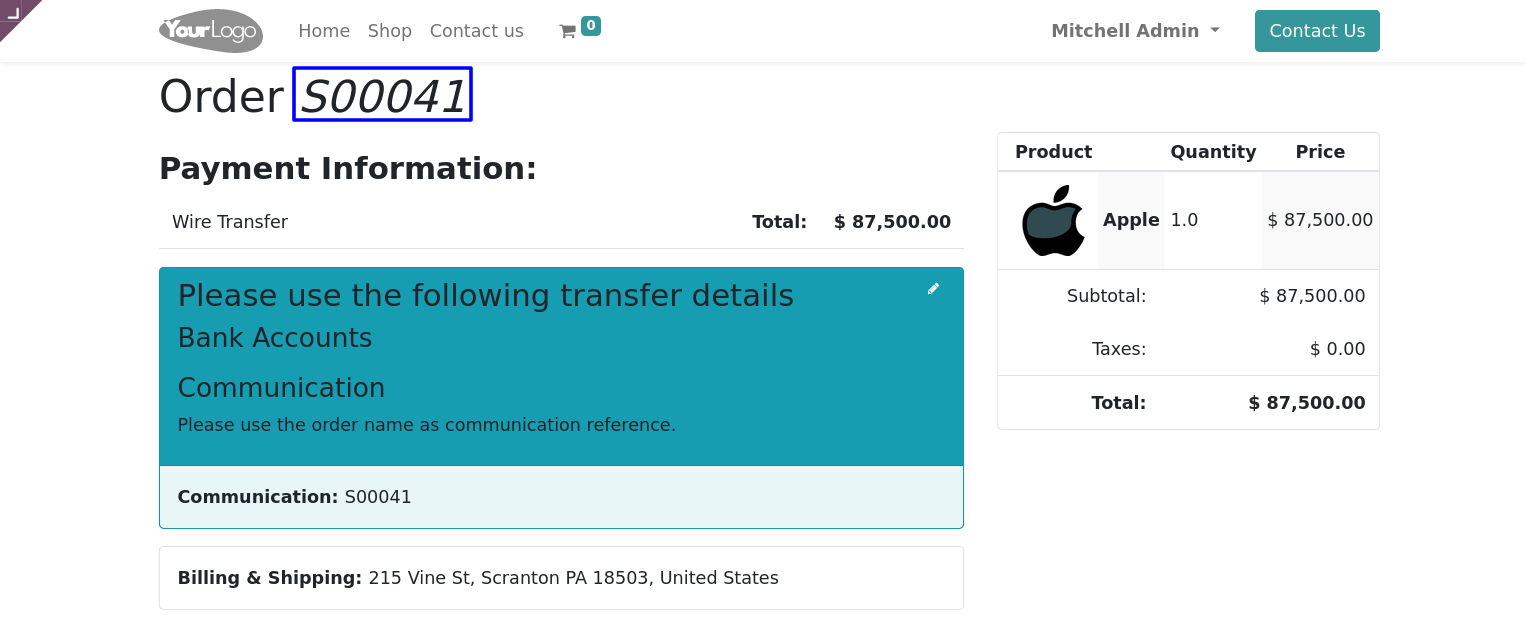 YourLogo Home Shop Contact us 0 Mitchell Admin Contact Us
Order S00041
Payment Information:
Wire Transfer Total: $ 87,500.00
Please use the following transfer details
Bank Accounts
Communication
Please use the order name as communication reference.
Communication: S00041
Billing & Shipping: 215 Vine St, Scranton PA 18503, United States
Product Quantity Price
Apple 1.0 $ 87,500.00
Subtotal: $ 87,500.00
Taxes: $ 0.00
Total: $ 87,500.00